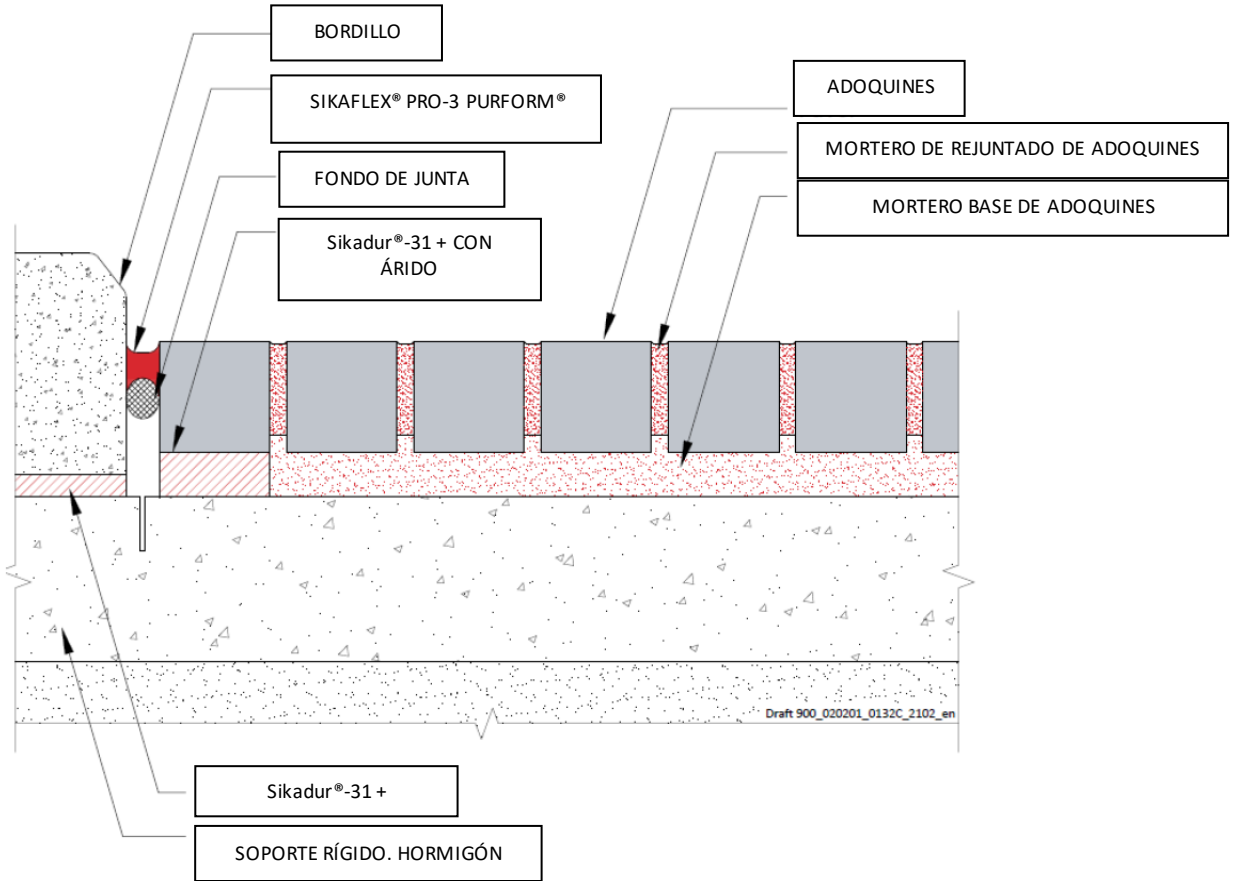 BORDILLO
SIKAFLEX® PRO-3 PURFORM®
FONDO DE JUNTA
Sikadur®-31 + CON
ÁRIDO
ADOQUINES
MORTERO DE REJUNTADO DE ADOQUINES
MORTERO BASE DE ADOQUINES
Draft 900_020201_0132C_2102_en
Sikadur®-31 +
SOPORTE RÍGIDO. HORMIGÓN